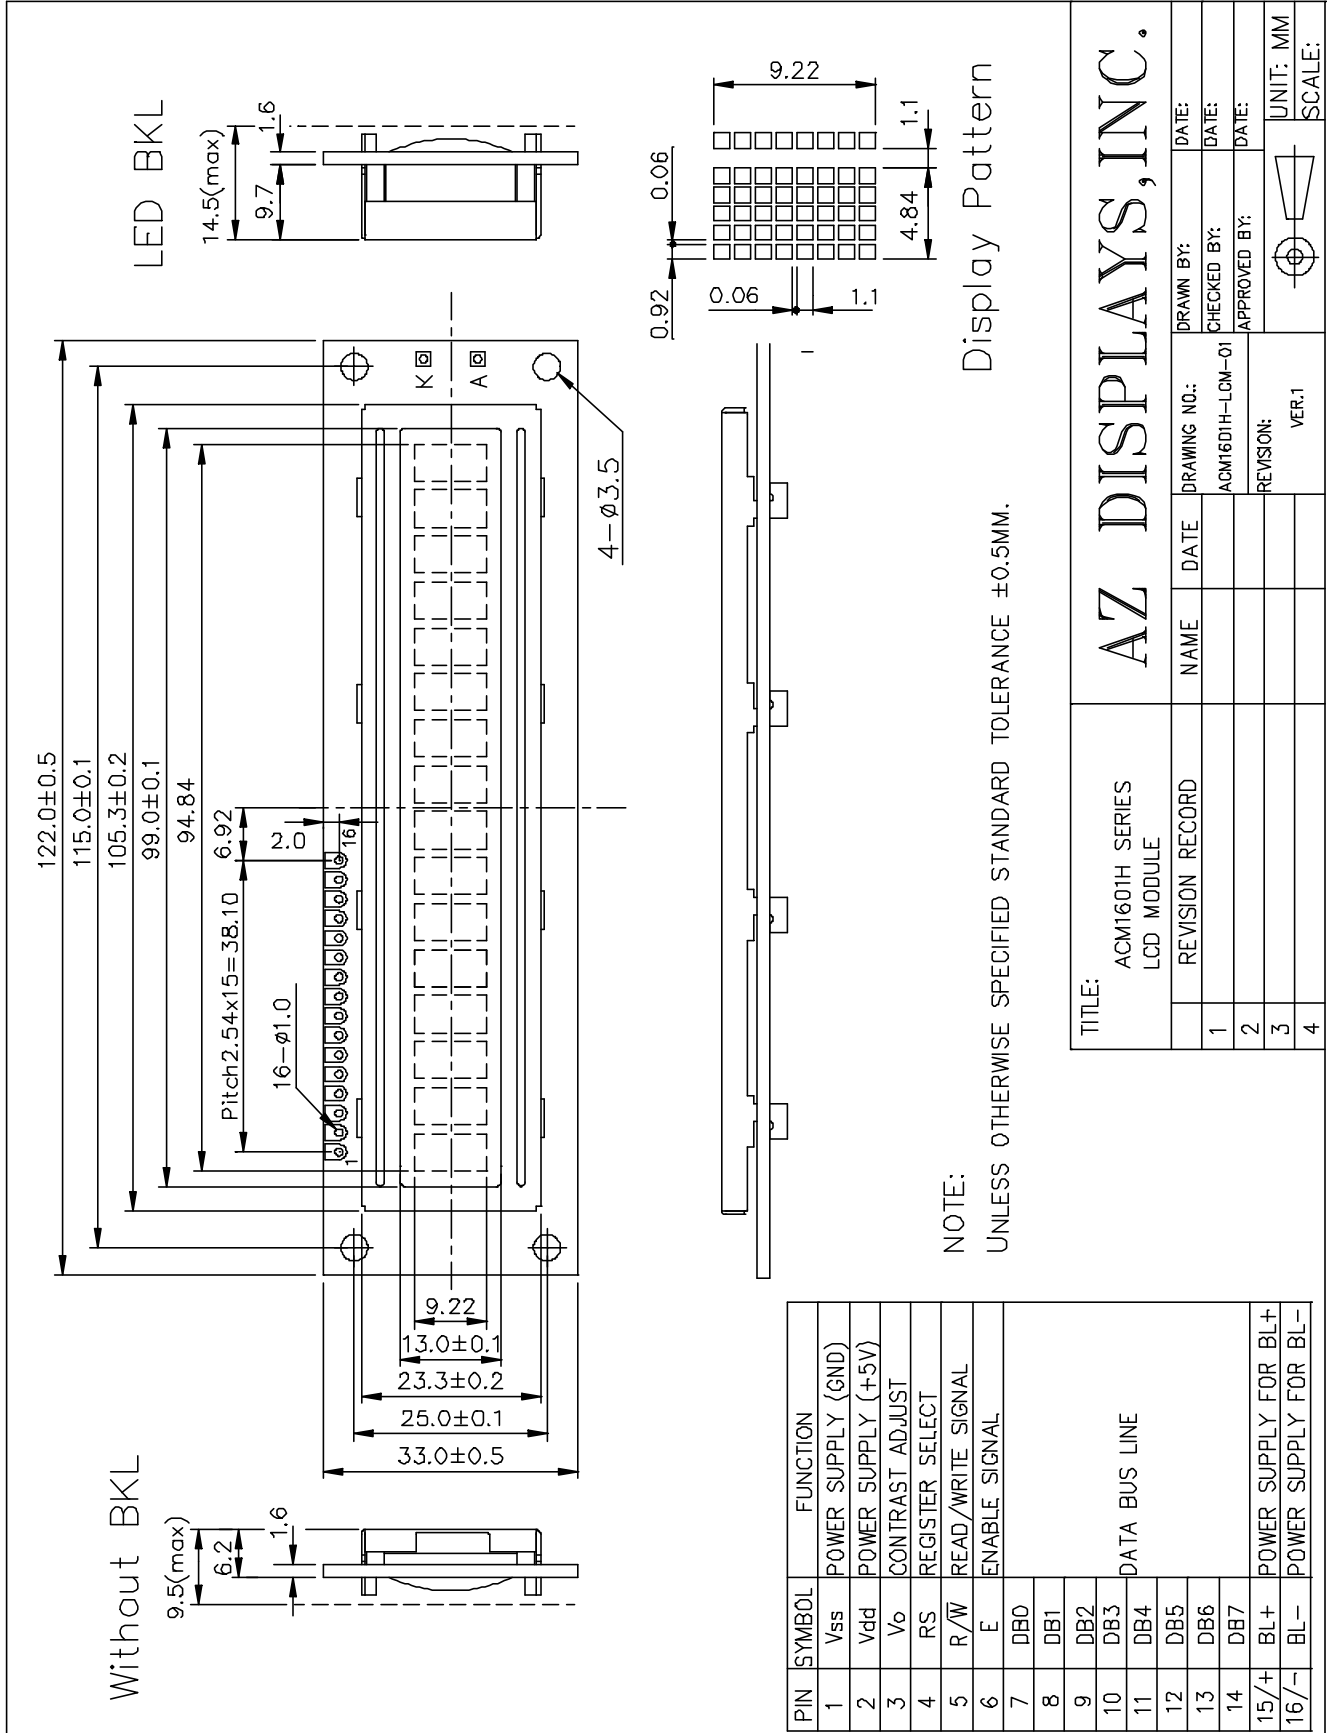 Without BKL
9.5(max)
6.2
1.6
122.0±0.5
115.0±0.1
105.3±0.2
99.0±0.1
94.84
6.92
2.0
Pitch2.54x15=38.10
16-ø1.0
1
16
K
A
4-ø3.5
9.22
13.0±0.1
23.3±0.2
25.0±0.1
33.0±0.5
LED BKL
14.5(max)
9.7
1.6
9.22
1.1
0.06
4.84
0.92
0.06
1.1
Display Pattern
NOTE:
UNLESS OTHERWISE SPECIFIED STANDARD TOLERANCE ±0.5MM.
PIN SYMBOL FUNCTION
1 Vss POWER SUPPLY (GND)
2 Vdd POWER SUPPLY (+5V)
3 Vo CONTRAST ADJUST
4 RS REGISTER SELECT
5 R/W̅ READ/WRITE SIGNAL
6 E ENABLE SIGNAL
7 DB0
8 DB1
9 DB2
10 DB3
11 DB4 DATA BUS LINE
12 DB5
13 DB6
14 DB7
15/+ BL+ POWER SUPPLY FOR BL+
16/- BL- POWER SUPPLY FOR BL-
TITLE:
ACM1601H SERIES
LCD MODULE
AZ DISPLAYS,INC.
REVISION RECORD NAME DATE
1
2
3
4
DRAWING NO.:
ACM16D1H-LCM-01
REVISION:
VER.1
DRAWN BY: DATE:
CHECKED BY: DATE:
APPROVED BY: DATE:
UNIT: MM
SCALE: